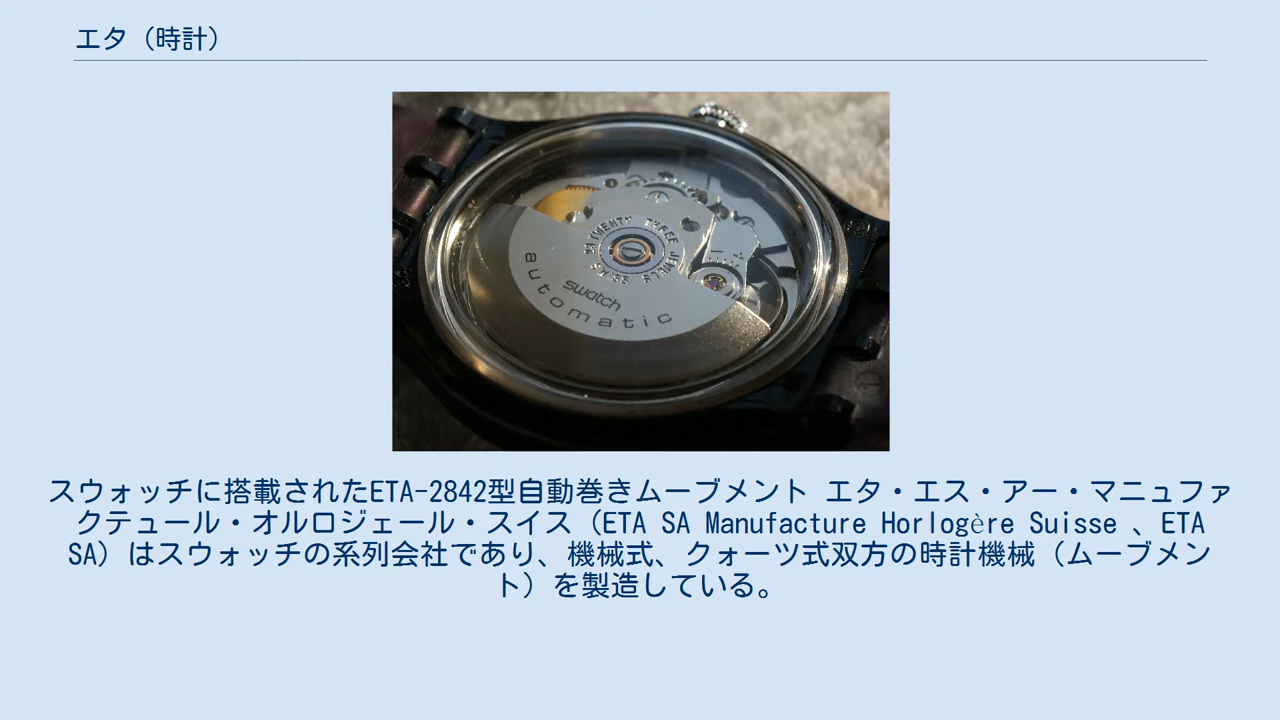 エタ（時計）
TWENTY THREE JEWELS
SWISS
swatch
automatic
スウォッチに搭載されたETA-2842型自動巻きムーブメント エタ・エス・アー・マニュファ
クテュール・オルロジェール・スイス（ETA SA Manufacture Horlogère Suisse 、ETA
SA）はスウォッチの系列会社であり、機械式、クォーツ式双方の時計機械（ムーブメン
ト）を製造している。